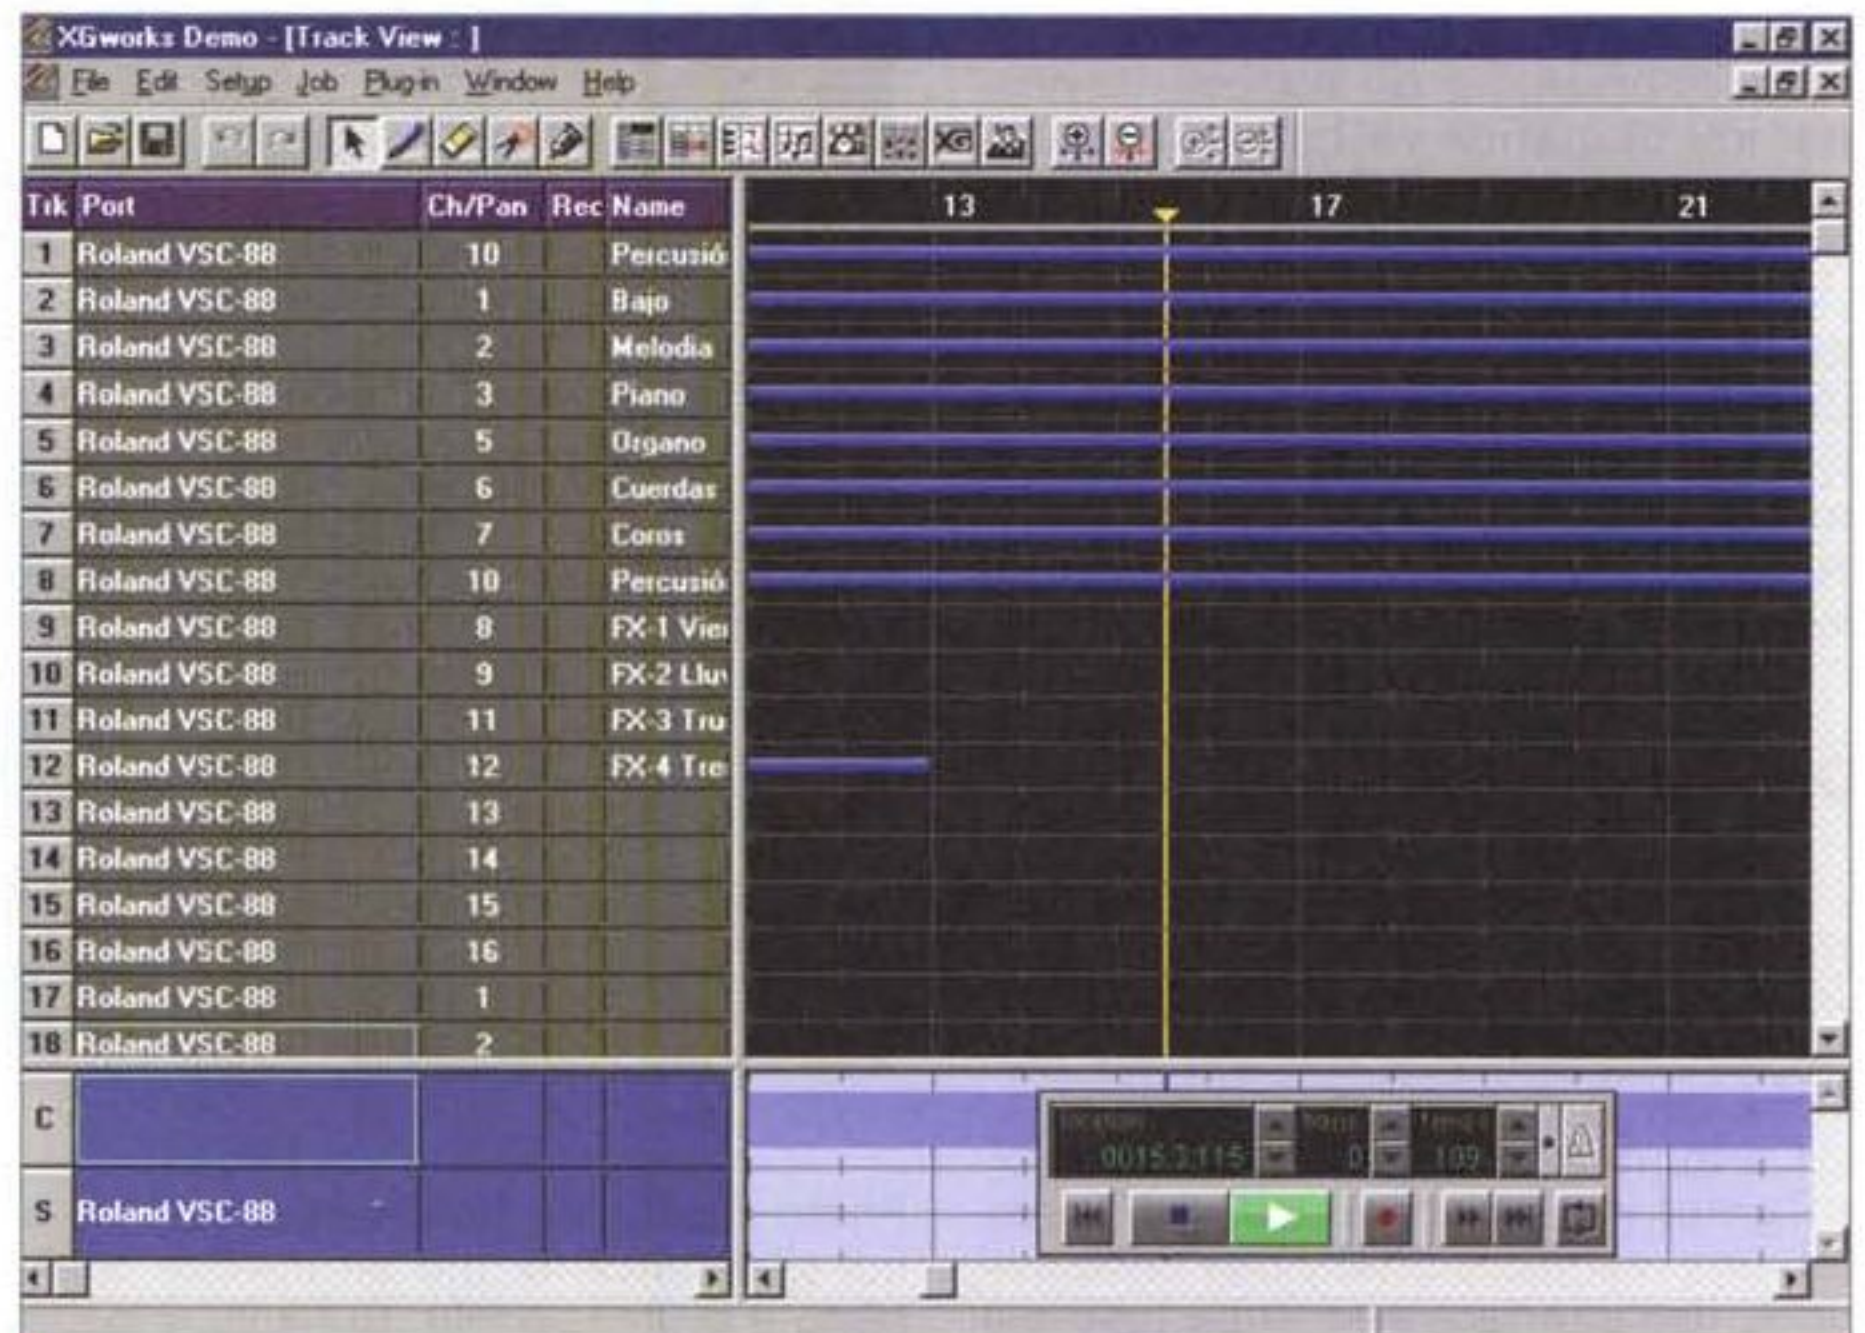 XGworks Demo - [Track View : ]
File Edit Setup Job Plug-in Window Help
XG
Trk Port Ch/Pan Rec Name 13 17 21
1 Roland VSC-88 10 Percusió
2 Roland VSC-88 1 Bajo
3 Roland VSC-88 2 Melodia
4 Roland VSC-88 3 Piano
5 Roland VSC-88 5 Organo
6 Roland VSC-88 6 Cuerdas
7 Roland VSC-88 7 Coros
8 Roland VSC-88 10 Percusió
9 Roland VSC-88 8 FX-1 Vie
10 Roland VSC-88 9 FX-2 Lluv
11 Roland VSC-88 11 FX-3 Tru
12 Roland VSC-88 12 FX-4 Tre
13 Roland VSC-88 13
14 Roland VSC-88 14
15 Roland VSC-88 15
16 Roland VSC-88 16
17 Roland VSC-88 1
18 Roland VSC-88 2
C
Location Tempo
0015:3:115 0 109
S Roland VSC-88